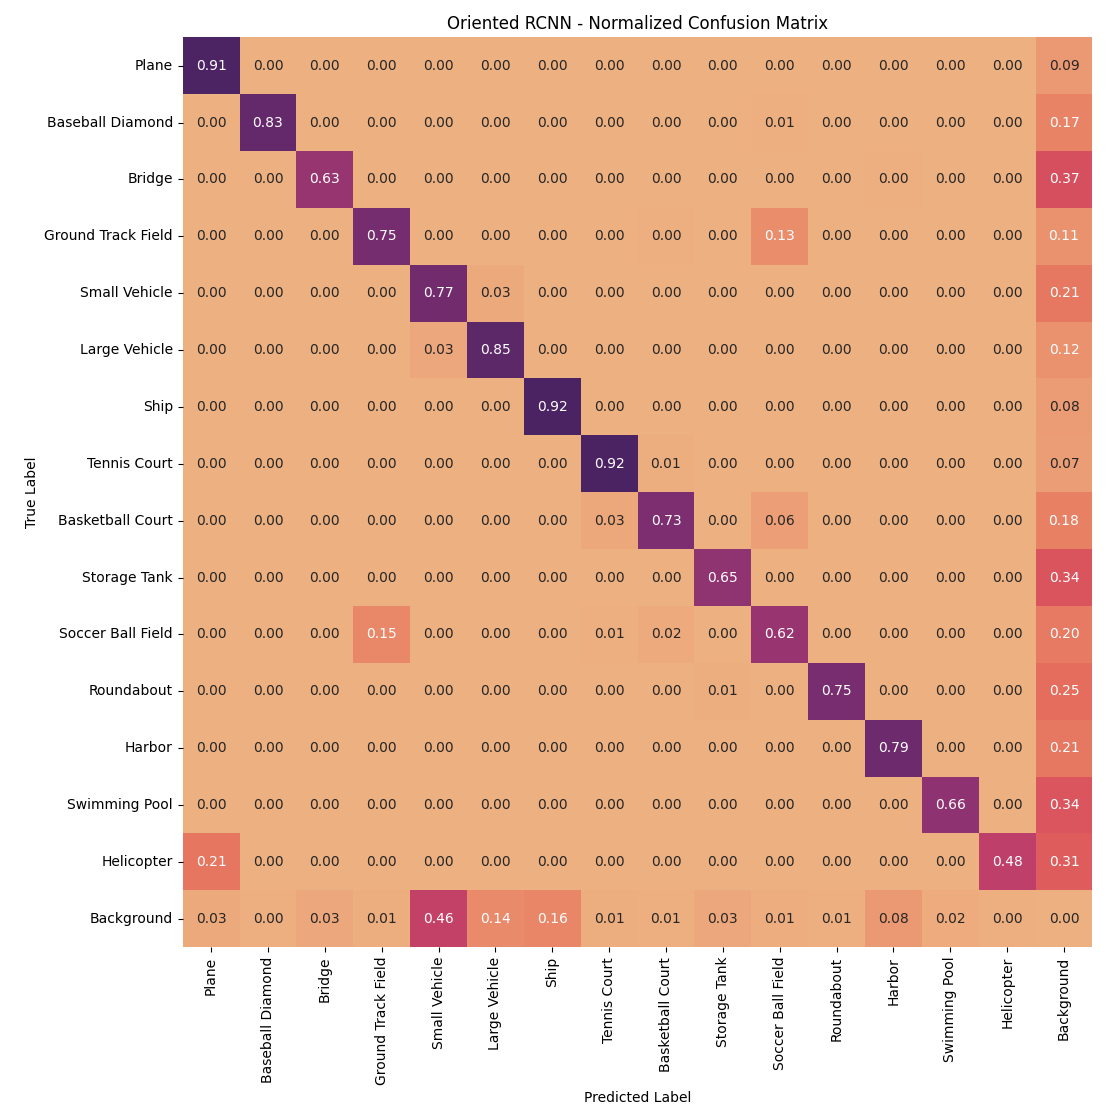 Oriented RCNN - Normalized Confusion Matrix
Plane 0.91 0.00 0.00 0.00 0.00 0.00 0.00 0.00 0.00 0.00 0.00 0.00 0.00 0.00 0.00 0.09
Baseball Diamond 0.00 0.83 0.00 0.00 0.00 0.00 0.00 0.00 0.00 0.00 0.01 0.00 0.00 0.00 0.00 0.17
Bridge 0.00 0.00 0.63 0.00 0.00 0.00 0.00 0.00 0.00 0.00 0.00 0.00 0.00 0.00 0.00 0.37
Ground Track Field 0.00 0.00 0.00 0.75 0.00 0.00 0.00 0.00 0.00 0.00 0.13 0.00 0.00 0.00 0.00 0.11
Small Vehicle 0.00 0.00 0.00 0.00 0.77 0.03 0.00 0.00 0.00 0.00 0.00 0.00 0.00 0.00 0.00 0.21
Large Vehicle 0.00 0.00 0.00 0.00 0.03 0.85 0.00 0.00 0.00 0.00 0.00 0.00 0.00 0.00 0.00 0.12
Ship 0.00 0.00 0.00 0.00 0.00 0.00 0.92 0.00 0.00 0.00 0.00 0.00 0.00 0.00 0.00 0.08
Tennis Court 0.00 0.00 0.00 0.00 0.00 0.00 0.00 0.92 0.01 0.00 0.00 0.00 0.00 0.00 0.00 0.07
Basketball Court 0.00 0.00 0.00 0.00 0.00 0.00 0.00 0.03 0.73 0.00 0.06 0.00 0.00 0.00 0.00 0.18
Storage Tank 0.00 0.00 0.00 0.00 0.00 0.00 0.00 0.00 0.00 0.65 0.00 0.00 0.00 0.00 0.00 0.34
Soccer Ball Field 0.00 0.00 0.00 0.15 0.00 0.00 0.00 0.01 0.02 0.00 0.62 0.00 0.00 0.00 0.00 0.20
Roundabout 0.00 0.00 0.00 0.00 0.00 0.00 0.00 0.00 0.00 0.01 0.00 0.75 0.00 0.00 0.00 0.25
Harbor 0.00 0.00 0.00 0.00 0.00 0.00 0.00 0.00 0.00 0.00 0.00 0.00 0.79 0.00 0.00 0.21
Swimming Pool 0.00 0.00 0.00 0.00 0.00 0.00 0.00 0.00 0.00 0.00 0.00 0.00 0.00 0.66 0.00 0.34
Helicopter 0.21 0.00 0.00 0.00 0.00 0.00 0.00 0.00 0.00 0.00 0.00 0.00 0.00 0.00 0.48 0.31
Background 0.03 0.00 0.03 0.01 0.46 0.14 0.16 0.01 0.01 0.03 0.01 0.01 0.08 0.02 0.00 0.00
True Label
Plane
Baseball Diamond
Bridge
Ground Track Field
Small Vehicle
Large Vehicle
Ship
Tennis Court
Basketball Court
Storage Tank
Soccer Ball Field
Roundabout
Harbor
Swimming Pool
Helicopter
Background
Predicted Label